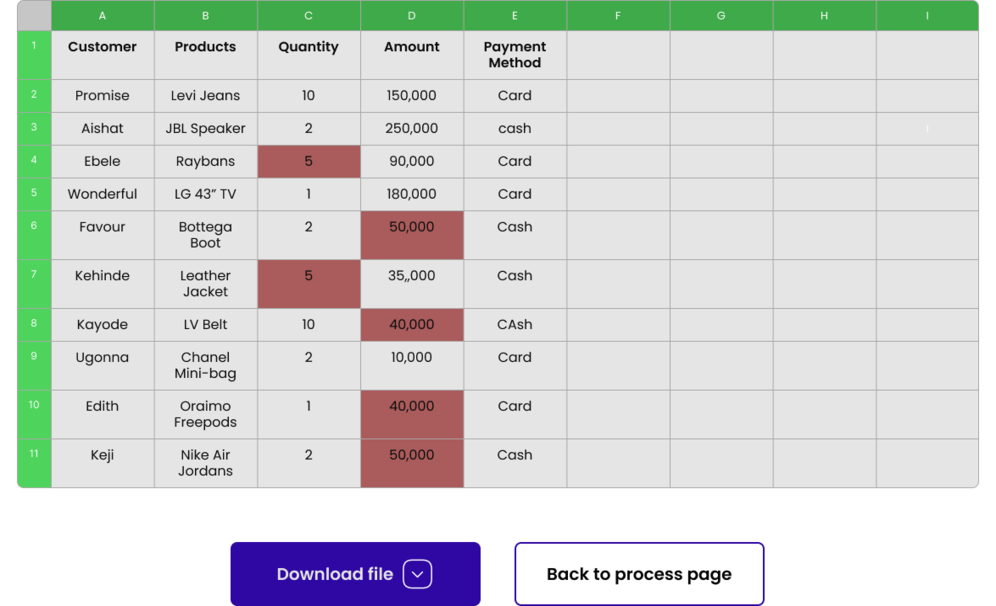 A B C D E F G H I
1 Customer Products Quantity Amount Payment
Method
2 Promise Levi Jeans 10 150,000 Card
3 Aishat JBL Speaker 2 250,000 cash
4 Ebele Raybans 5 90,000 Card
5 Wonderful LG 43” TV 1 180,000 Card
6 Favour Bottega 2 50,000 Cash
Boot
7 Kehinde Leather 5 35,,000 Cash
Jacket
8 Kayode LV Belt 10 40,000 CAsh
9 Ugonna Chanel 2 10,000 Card
Mini-bag
10 Edith Oraimo 1 40,000 Card
Freepods
11 Keji Nike Air 2 50,000 Cash
Jordans
Download file Back to process page